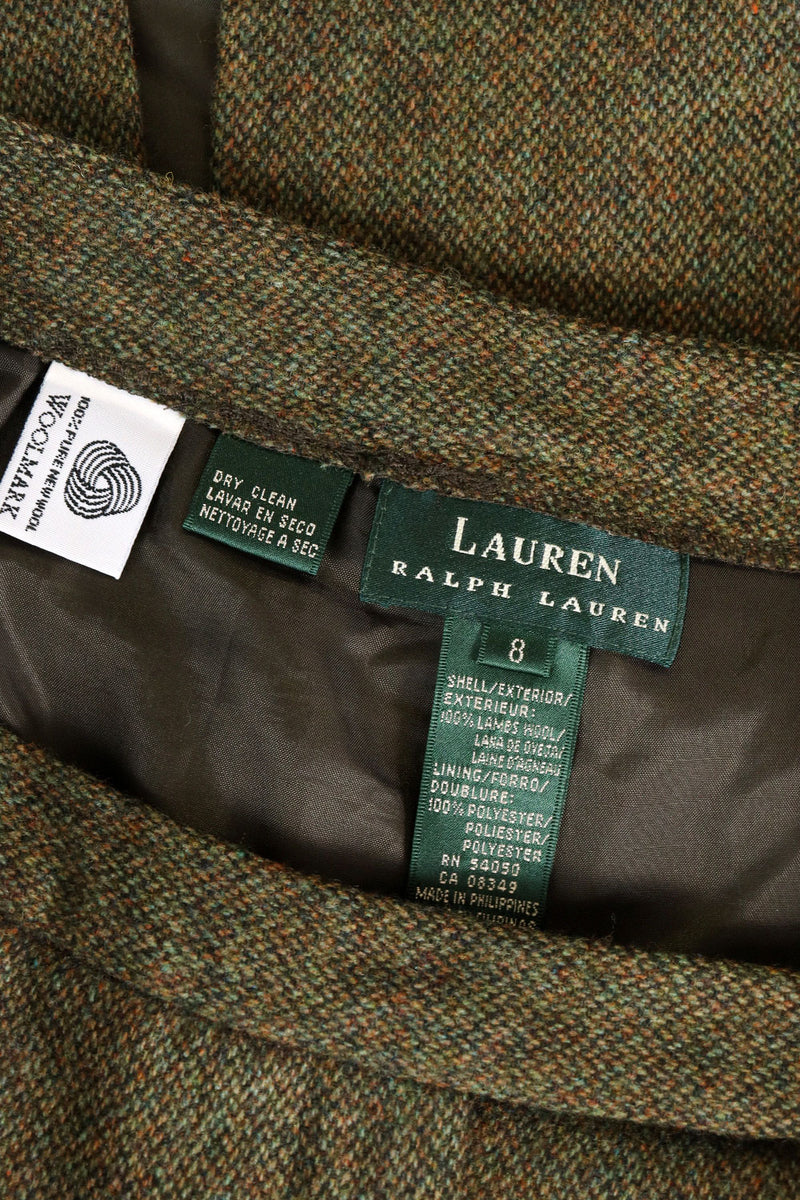 WOOLMARK
100% PURE NEW WOOL
DRY CLEAN
LAVAR EN SECO
NETTOYAGE A SEC
LAUREN
RALPH LAUREN
8
SHELL/EXTERIOR/
EXTERIEUR:
100% LAMBS WOOL/
LANA DE OVEJA/
LAINE D'AGNEAU
LINING/FORRO/
DOUBLURE:
100% POLYESTER/
POLIESTER/
POLYESTER
RN 54050
CA 08349
MADE IN PHILIPPINES